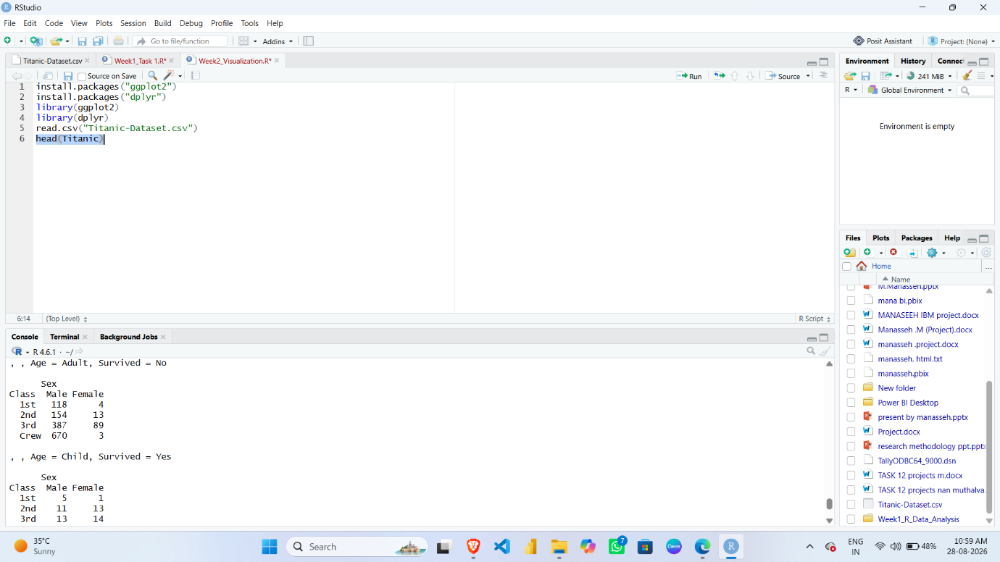 RStudio
File Edit Code View Plots Session Build Debug Profile Tools Help
Go to file/function Addins Posit Assistant Project: (None)
Titanic-Dataset.csv Week1_Task 1.R* Week2_Visualization.R*
Source on Save Run Source
1 install.packages("ggplot2")
2 install.packages("dplyr")
3 library(ggplot2)
4 library(dplyr)
5 read.csv("Titanic-Dataset.csv")
6 head(Titanic)
6:14 (Top Level) R Script
Console Terminal Background Jobs
R 4.6.1 · ~/
, , Age = Adult, Survived = No
Sex
Class Male Female
1st 118 4
2nd 154 13
3rd 387 89
Crew 670 3
, , Age = Child, Survived = Yes
Sex
Class Male Female
1st 5 1
2nd 11 13
3rd 13 14
Environment History Connect
241 MiB
R Global Environment
Environment is empty
Files Plots Packages Help
Home ...
Name
M.Manasseh.pptx
mana bi.pbix
MANASEEH IBM project.docx
Manasseh .M (Project).docx
manasseh .project.docx
manasseh. html.txt
manasseh.pbix
New folder
Power BI Desktop
present by manasseh.pptx
Project.docx
research methodology ppt.pptx
TallyODBC64_9000.dsn
TASK 12 projects m.docx
TASK 12 projects nan muthalva...
Titanic-Dataset.csv
Week1_R_Data_Analysis
35°C
Sunny
Search
7
ENG
IN
48%
10:59 AM
28-08-2026